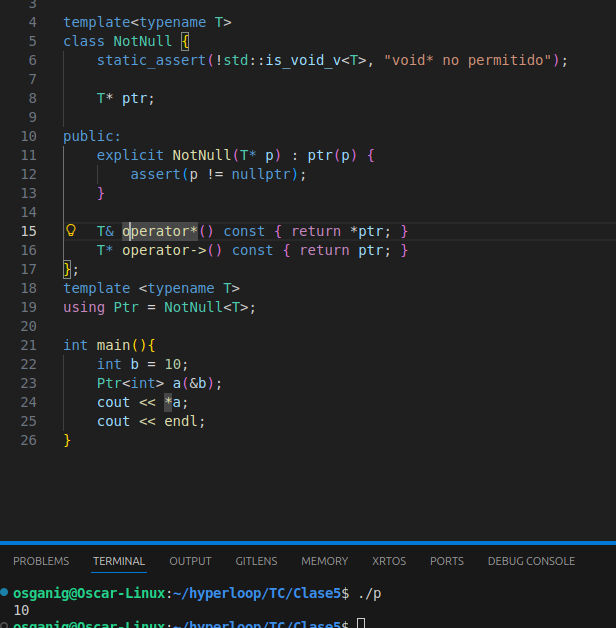 3
4 template<typename T>
5 class NotNull {
6     static_assert(!std::is_void_v<T>, "void* no permitido");
7
8     T* ptr;
9
10 public:
11     explicit NotNull(T* p) : ptr(p) {
12         assert(p != nullptr);
13     }
14
15     T& operator*() const { return *ptr; }
16     T* operator->() const { return ptr; }
17 };
18 template <typename T>
19 using Ptr = NotNull<T>;
20
21 int main(){
22     int b = 10;
23     Ptr<int> a(&b);
24     cout << *a;
25     cout << endl;
26 }
PROBLEMS TERMINAL OUTPUT GITLENS MEMORY XRTOS PORTS DEBUG CONSOLE
osganig@Oscar-Linux:~/hyperloop/TC/Clase5$ ./p
10
osganig@Oscar-Linux:~/hyperloop/TC/Clase5$